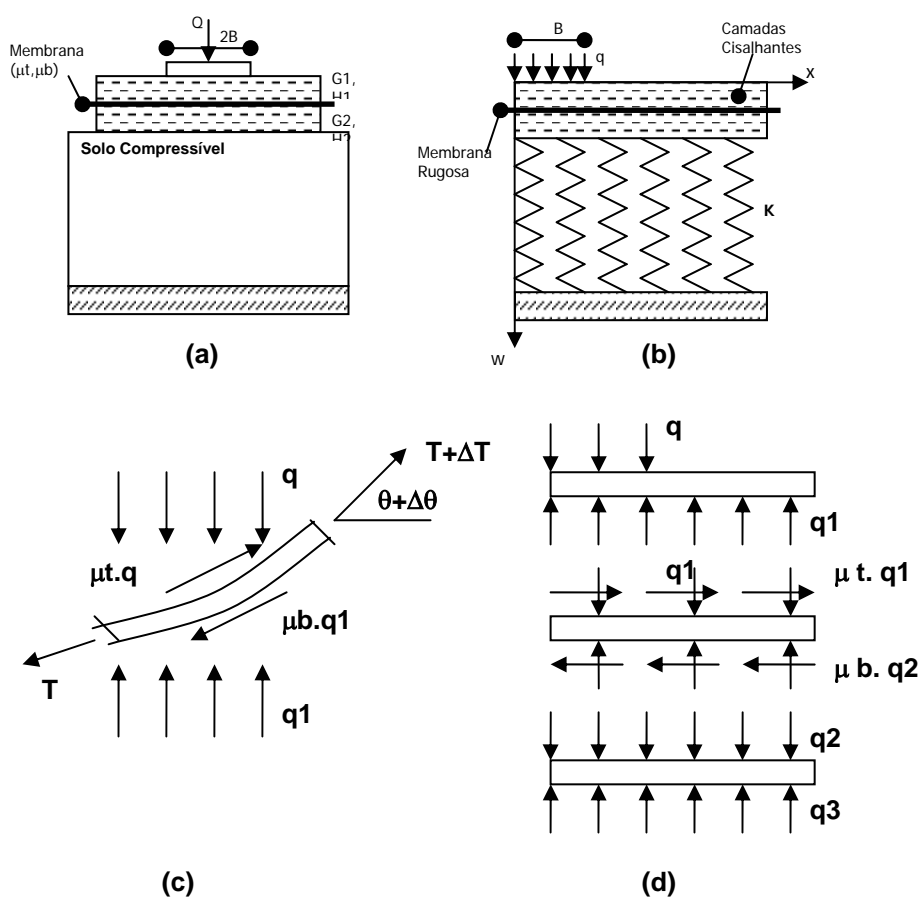 Q
2B
Membrana
(μt,μb)
G1,
G2,
Solo Compressível
(a)
B
q
Camadas
Cisalhantes
x
Membrana
Rugosa
K
w
(b)
q
T+ΔT
θ+Δθ
μt.q
μb.q1
T
q1
(c)
q
q1
q1
μ t. q1
μ b. q2
q2
q3
(d)